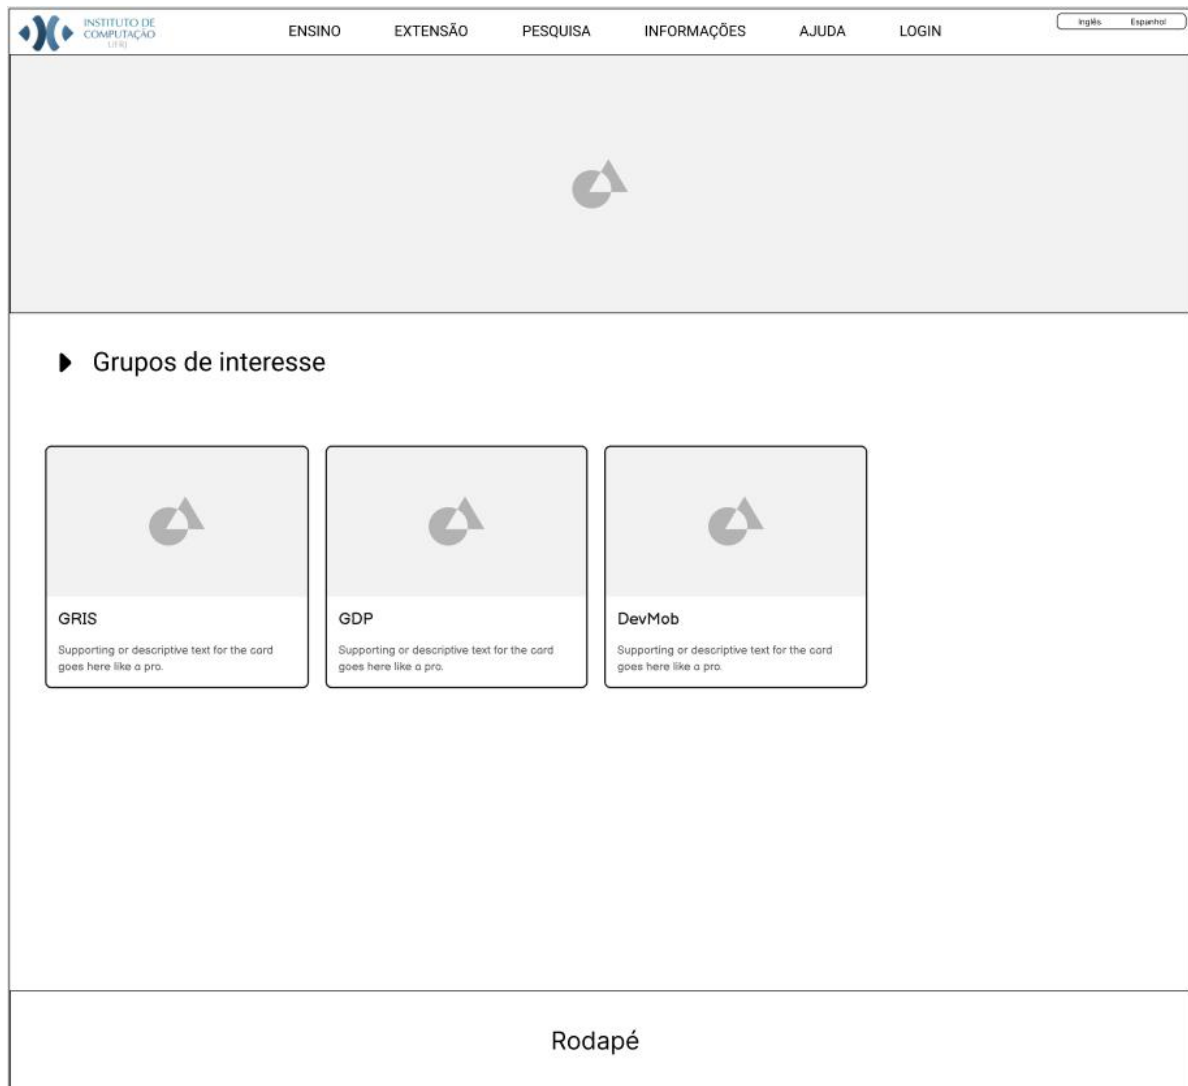 INSTITUTO DE
COMPUTAÇÃO
UFRJ
ENSINO EXTENSÃO PESQUISA INFORMAÇÕES AJUDA LOGIN
Inglês Espanhol
Grupos de interesse
GRIS
Supporting or descriptive text for the card
goes here like a pro.
GDP
Supporting or descriptive text for the card
goes here like a pro.
DevMob
Supporting or descriptive text for the card
goes here like a pro.
Rodapé